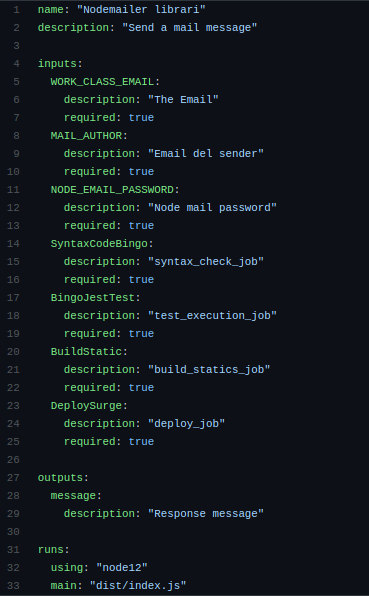 1 name: "Nodemailer librari"
2 description: "Send a mail message"
3
4 inputs:
5   WORK_CLASS_EMAIL:
6     description: "The Email"
7     required: true
8   MAIL_AUTHOR:
9     description: "Email del sender"
10     required: true
11   NODE_EMAIL_PASSWORD:
12     description: "Node mail password"
13     required: true
14   SyntaxCodeBingo:
15     description: "syntax_check_job"
16     required: true
17   BingoJestTest:
18     description: "test_execution_job"
19     required: true
20   BuildStatic:
21     description: "build_statics_job"
22     required: true
23   DeploySurge:
24     description: "deploy_job"
25     required: true
26
27 outputs:
28   message:
29     description: "Response message"
30
31 runs:
32   using: "node12"
33   main: "dist/index.js"